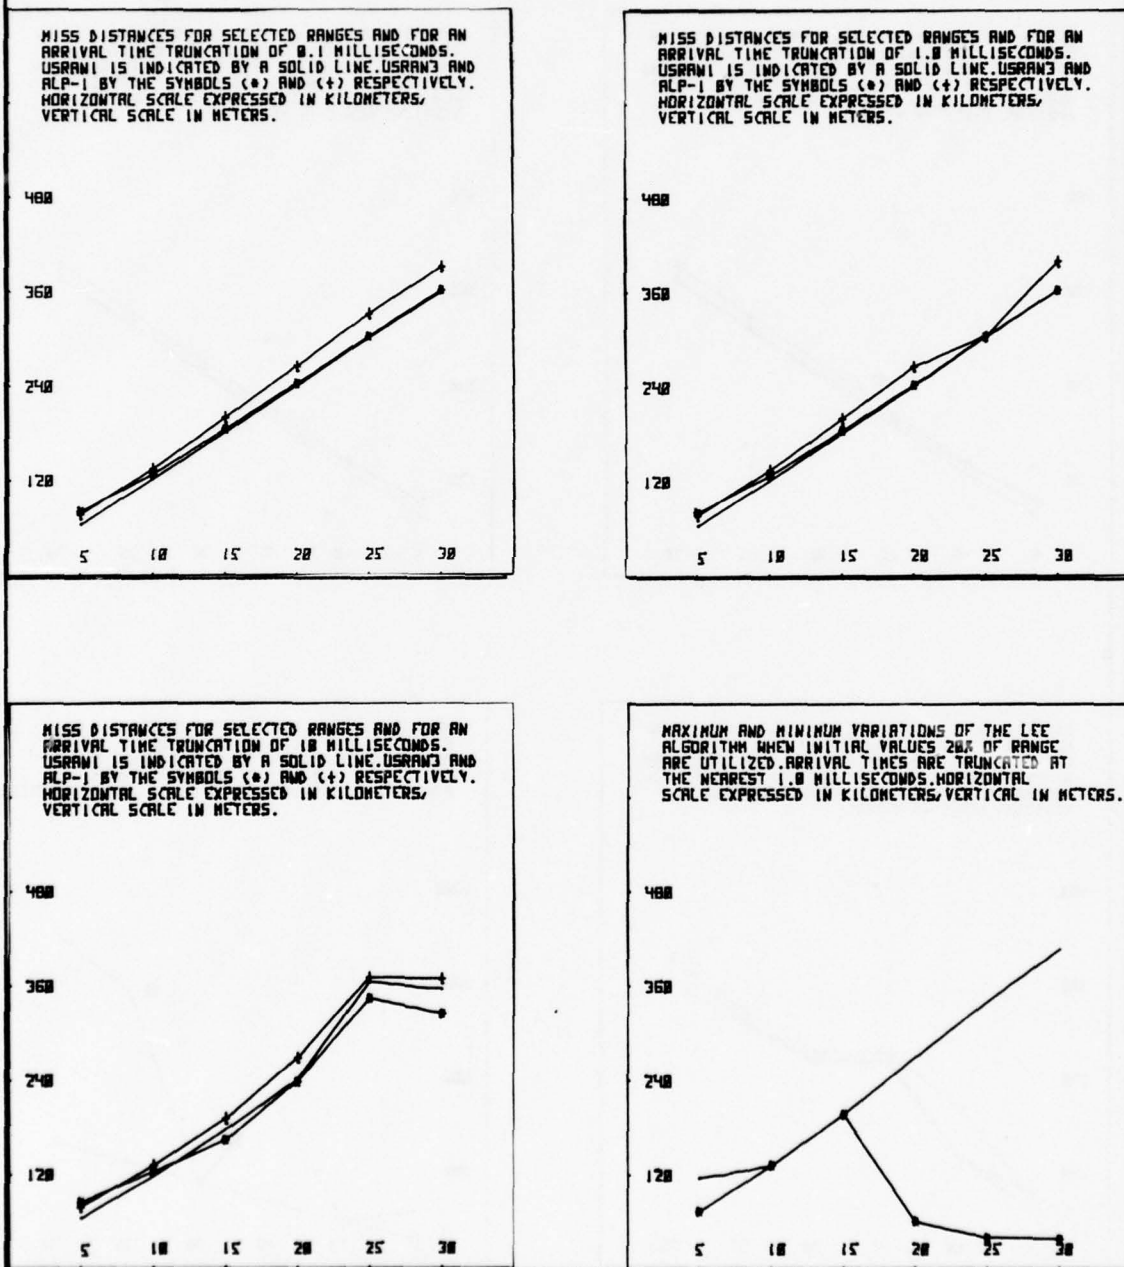 MISS DISTANCES FOR SELECTED RANGES AND FOR AN
ARRIVAL TIME TRUNCATION OF 0.1 MILLISECONDS.
USRAN1 IS INDICATED BY A SOLID LINE.USRAN3 AND
ALP-1 BY THE SYMBOLS (*) AND (+) RESPECTIVELY.
HORIZONTAL SCALE EXPRESSED IN KILOMETERS,
VERTICAL SCALE IN METERS.
480
360
240
120
5 10 15 20 25 30
MISS DISTANCES FOR SELECTED RANGES AND FOR AN
ARRIVAL TIME TRUNCATION OF 1.0 MILLISECONDS.
USRAN1 IS INDICATED BY A SOLID LINE.USRAN3 AND
ALP-1 BY THE SYMBOLS (*) AND (+) RESPECTIVELY.
HORIZONTAL SCALE EXPRESSED IN KILOMETERS,
VERTICAL SCALE IN METERS.
480
360
240
120
5 10 15 20 25 30
MISS DISTANCES FOR SELECTED RANGES AND FOR AN
ARRIVAL TIME TRUNCATION OF 10 MILLISECONDS.
USRAN1 IS INDICATED BY A SOLID LINE.USRAN3 AND
ALP-1 BY THE SYMBOLS (*) AND (+) RESPECTIVELY.
HORIZONTAL SCALE EXPRESSED IN KILOMETERS,
VERTICAL SCALE IN METERS.
480
360
240
120
5 10 15 20 25 30
MAXIMUM AND MINIMUM VARIATIONS OF THE LEE
ALGORITHM WHEN INITIAL VALUES 20% OF RANGE
ARE UTILIZED.ARRIVAL TIMES ARE TRUNCATED AT
THE NEAREST 1.0 MILLISECONDS.HORIZONTAL
SCALE EXPRESSED IN KILOMETERS,VERTICAL IN METERS.
480
360
240
120
5 10 15 20 25 30